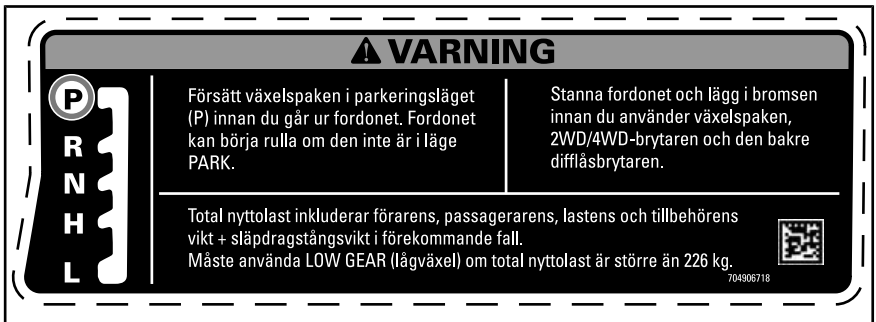 VARNING
P
R
N
H
L
Försätt växelspaken i parkeringsläget
(P) innan du går ur fordonet. Fordonet
kan börja rulla om den inte är i läge
PARK.
Stanna fordonet och lägg i bromsen
innan du använder växelspaken,
2WD/4WD-brytaren och den bakre
difflåsbrytaren.
Total nyttolast inkluderar förarens, passagerarens, lastens och tillbehörens
vikt + släpdragstångsvikt i förekommande fall.
Måste använda LOW GEAR (lågväxel) om total nyttolast är större än 226 kg.
704906718